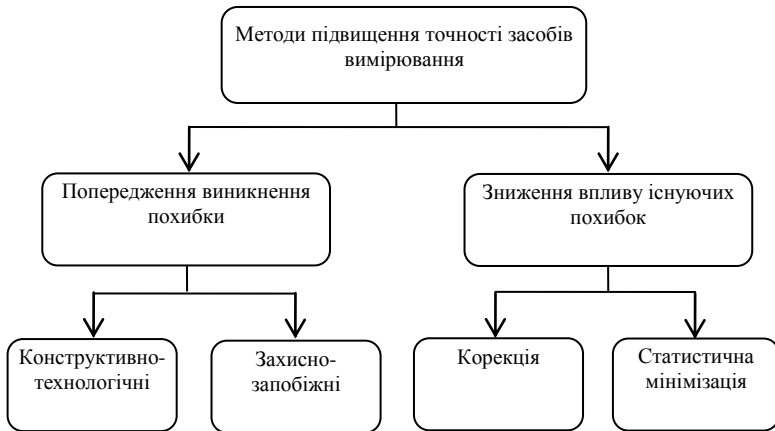 Методи підвищення точності засобів
вимірювання
Попередження виникнення
похибки
Зниження впливу існуючих
похибок
Конструктивно-
технологічні
Захисно-
запобіжні
Корекція
Статистична
мінімізація